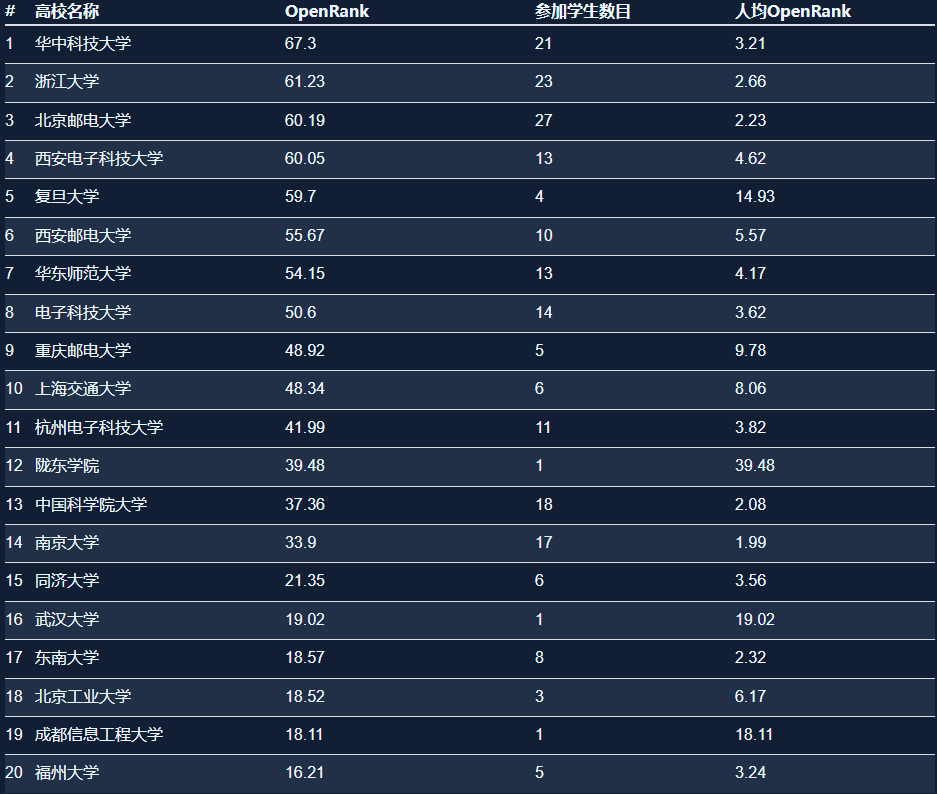 # 高校名称 OpenRank 参加学生数目 人均OpenRank
1 华中科技大学 67.3 21 3.21
2 浙江大学 61.23 23 2.66
3 北京邮电大学 60.19 27 2.23
4 西安电子科技大学 60.05 13 4.62
5 复旦大学 59.7 4 14.93
6 西安邮电大学 55.67 10 5.57
7 华东师范大学 54.15 13 4.17
8 电子科技大学 50.6 14 3.62
9 重庆邮电大学 48.92 5 9.78
10 上海交通大学 48.34 6 8.06
11 杭州电子科技大学 41.99 11 3.82
12 陇东学院 39.48 1 39.48
13 中国科学院大学 37.36 18 2.08
14 南京大学 33.9 17 1.99
15 同济大学 21.35 6 3.56
16 武汉大学 19.02 1 19.02
17 东南大学 18.57 8 2.32
18 北京工业大学 18.52 3 6.17
19 成都信息工程大学 18.11 1 18.11
20 福州大学 16.21 5 3.24